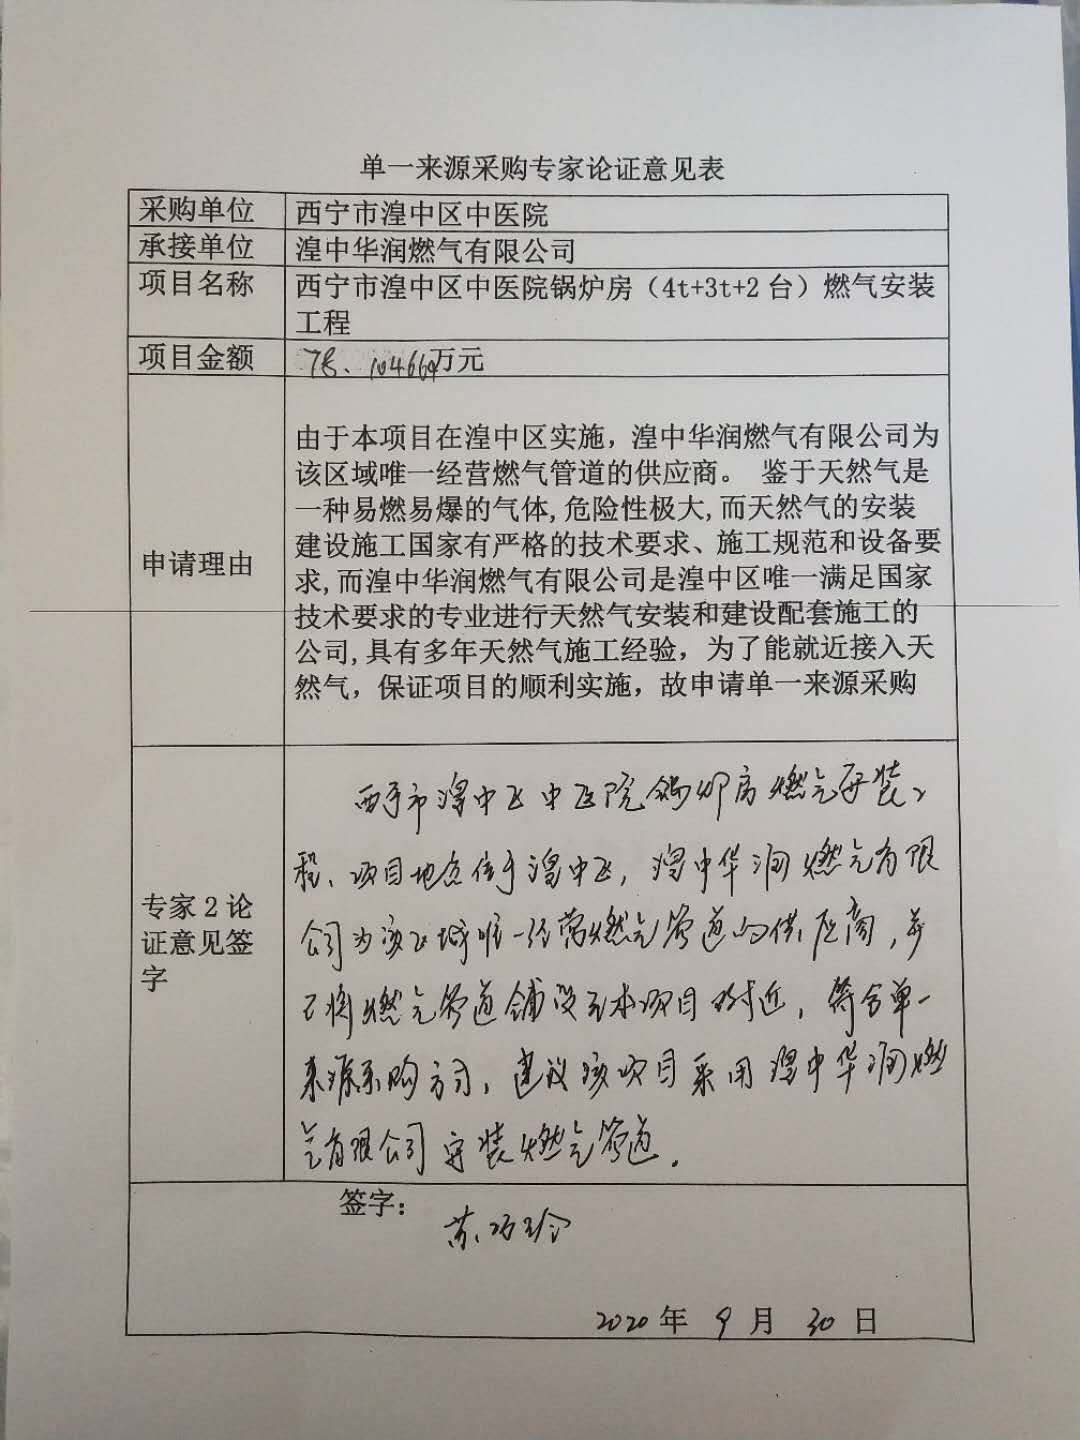 单一来源采购专家论证意见表
采购单位 西宁市湟中区中医院
承接单位 湟中华润燃气有限公司
项目名称 西宁市湟中区中医院锅炉房（4t+3t+2台）燃气安装
工程
项目金额 万元
申请理由
由于本项目在湟中区实施，湟中华润燃气有限公司为
该区域唯一经营燃气管道的供应商。 鉴于天然气是
一种易燃易爆的气体,危险性极大,而天然气的安装
建设施工国家有严格的技术要求、施工规范和设备要
求,而湟中华润燃气有限公司是湟中区唯一满足国家
技术要求的专业进行天然气安装和建设配套施工的
公司,具有多年天然气施工经验，为了能就近接入天
然气，保证项目的顺利实施，故申请单一来源采购
专家2论
证意见签
字
西宁市湟中区中医院锅炉房燃气安装工
程、项目地点位于湟中区，湟中华润燃气有限
公司为该区域唯一经营燃气管道的供应商，并
已将燃气管道铺设至本项目附近，符合单一
来源采购方式，建议该项目采用湟中华润燃
气有限公司安装燃气管道。
签字：
2020年 9月 30日